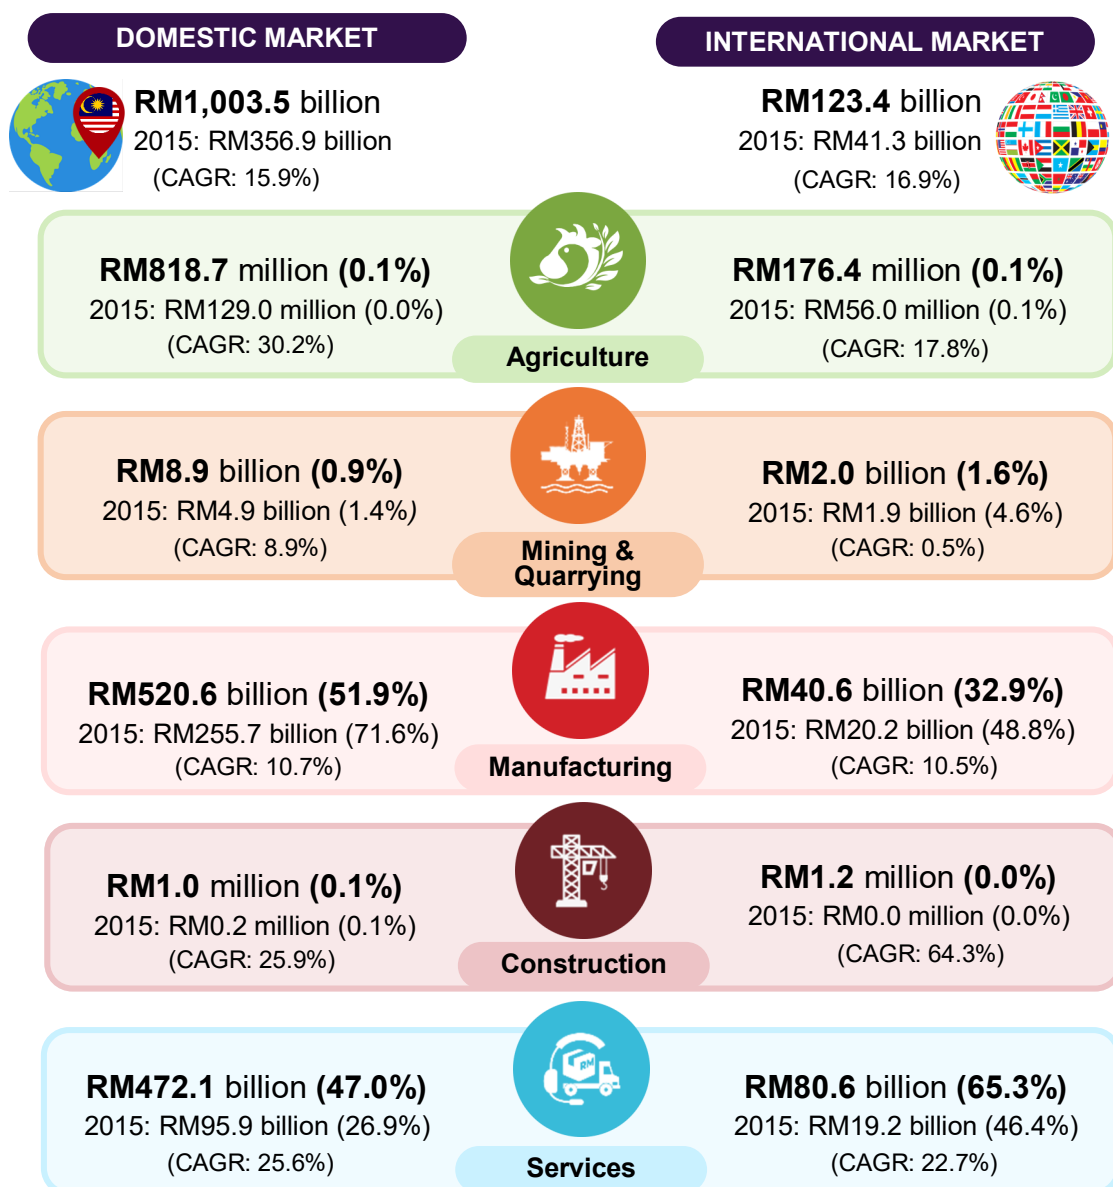 DOMESTIC MARKET
INTERNATIONAL MARKET
RM1,003.5 billion
2015: RM356.9 billion
(CAGR: 15.9%)
RM123.4 billion
2015: RM41.3 billion
(CAGR: 16.9%)
RM818.7 million (0.1%)
2015: RM129.0 million (0.0%)
(CAGR: 30.2%)
Agriculture
RM176.4 million (0.1%)
2015: RM56.0 million (0.1%)
(CAGR: 17.8%)
RM8.9 billion (0.9%)
2015: RM4.9 billion (1.4%)
(CAGR: 8.9%)
Mining &
Quarrying
RM2.0 billion (1.6%)
2015: RM1.9 billion (4.6%)
(CAGR: 0.5%)
RM520.6 billion (51.9%)
2015: RM255.7 billion (71.6%)
(CAGR: 10.7%)
Manufacturing
RM40.6 billion (32.9%)
2015: RM20.2 billion (48.8%)
(CAGR: 10.5%)
RM1.0 million (0.1%)
2015: RM0.2 million (0.1%)
(CAGR: 25.9%)
Construction
RM1.2 million (0.0%)
2015: RM0.0 million (0.0%)
(CAGR: 64.3%)
RM472.1 billion (47.0%)
2015: RM95.9 billion (26.9%)
(CAGR: 25.6%)
RM
Services
RM80.6 billion (65.3%)
2015: RM19.2 billion (46.4%)
(CAGR: 22.7%)